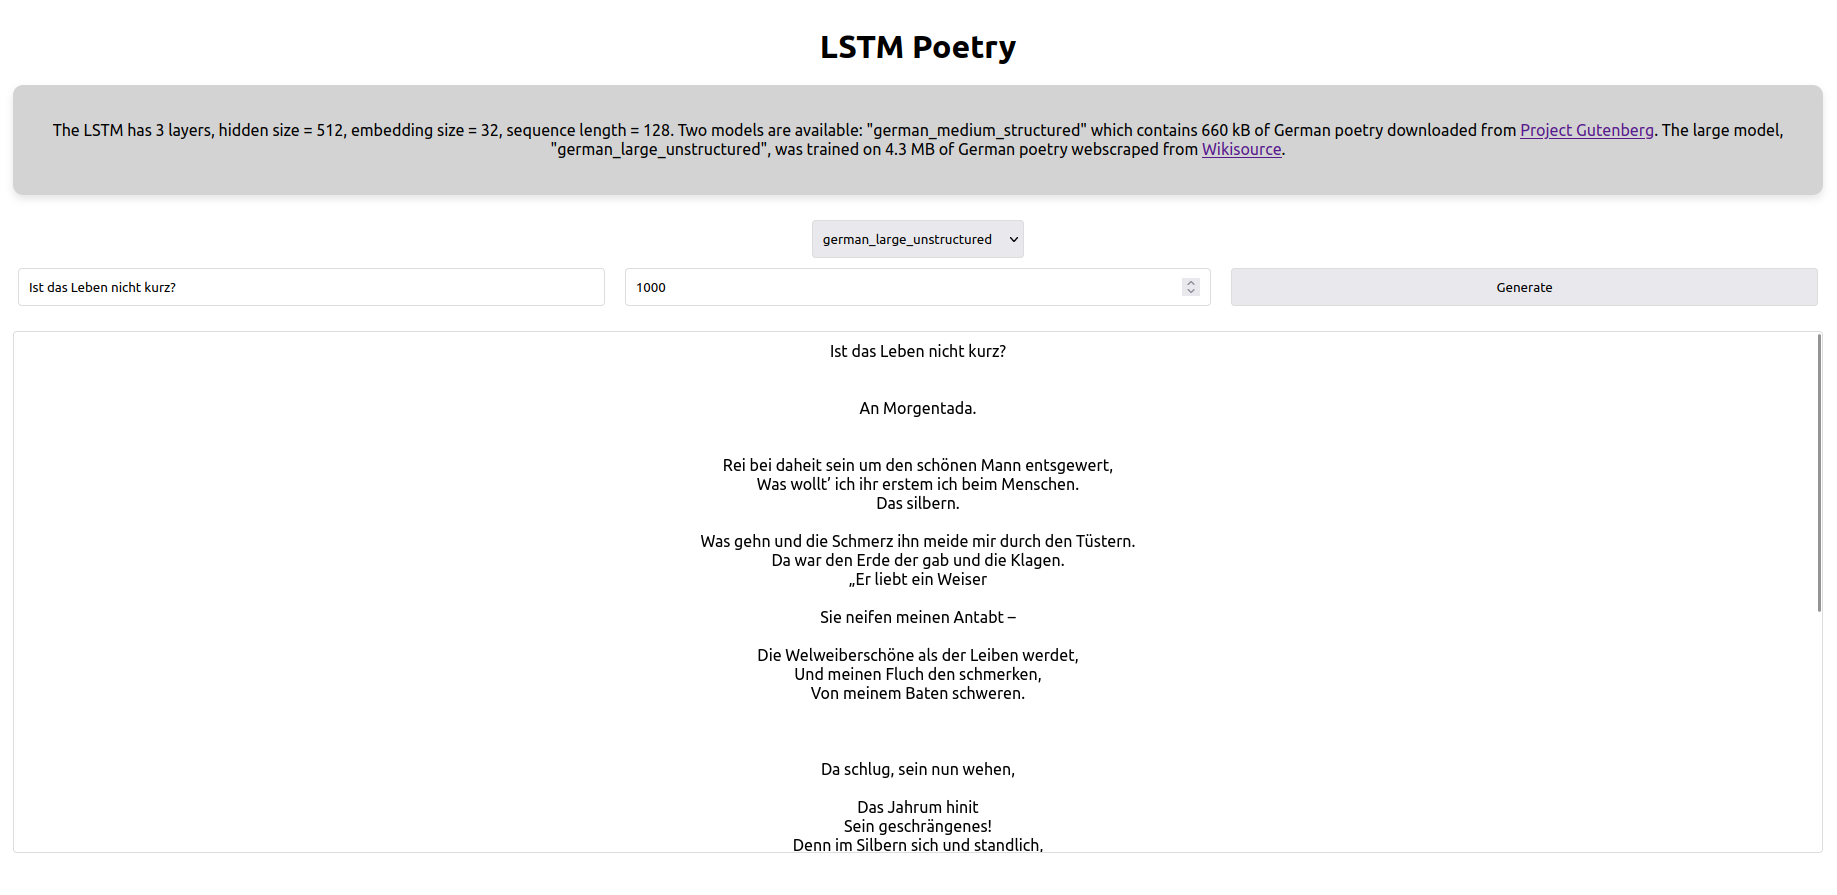 LSTM Poetry
The LSTM has 3 layers, hidden size = 512, embedding size = 32, sequence length = 128. Two models are available: "german_medium_structured" which contains 660 kB of German poetry downloaded from Project Gutenberg. The large model,
"german_large_unstructured", was trained on 4.3 MB of German poetry webscraped from Wikisource.
german_large_unstructured
Ist das Leben nicht kurz? 1000 Generate
Ist das Leben nicht kurz?
An Morgentada.
Rei bei daheit sein um den schönen Mann entsgewert,
Was wollt’ ich ihr erstem ich beim Menschen.
Das silbern.
Was gehn und die Schmerz ihn meide mir durch den Tüstern.
Da war den Erde der gab und die Klagen.
„Er liebt ein Weiser
Sie neifen meinen Antabt –
Die Welweiberschöne als der Leiben werdet,
Und meinen Fluch den schmerken,
Von meinem Baten schweren.
Da schlug, sein nun wehen,
Das Jahrum hinit
Sein geschrängenes!
Denn im Silbern sich und standlich,